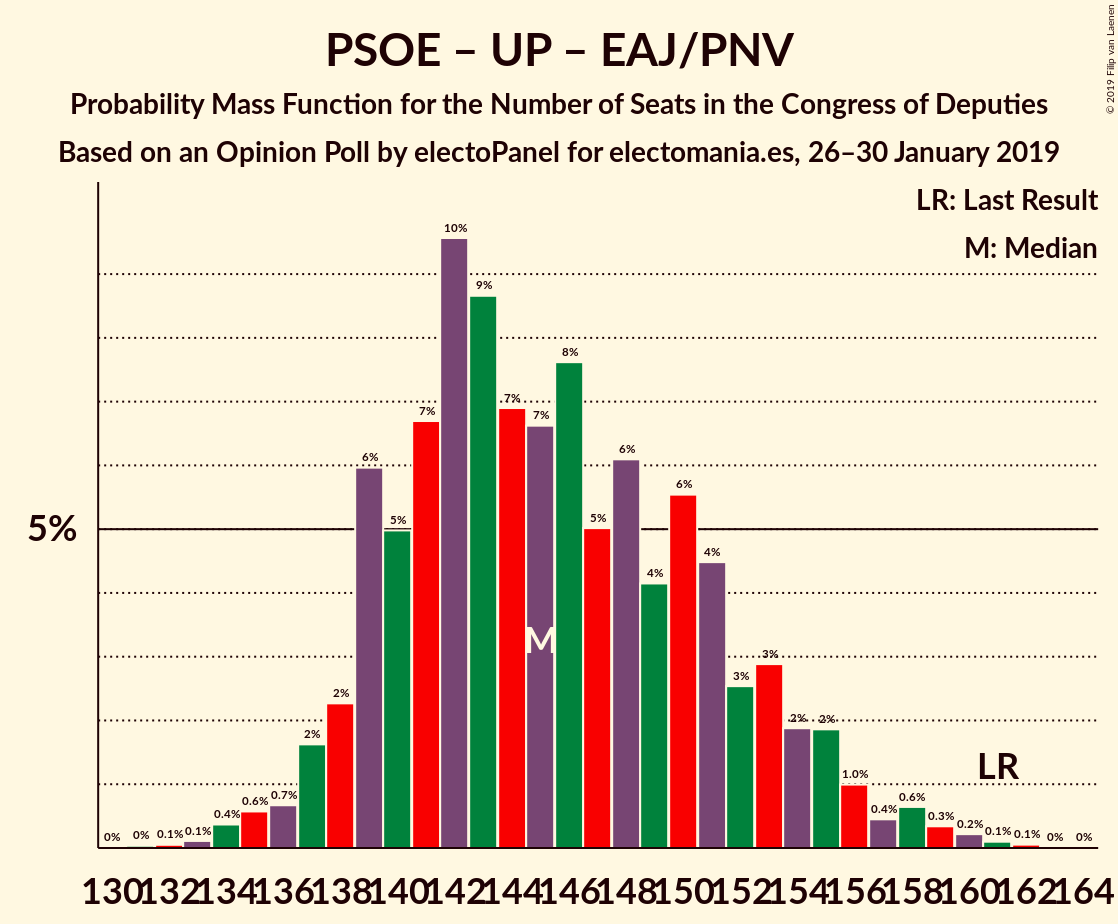 PSOE – UP – EAJ/PNV
Probability Mass Function for the Number of Seats in the Congress of Deputies
Based on an Opinion Poll by electoPanel for electomania.es, 26–30 January 2019
© 2019 Filip van Laenen
LR: Last Result
M: Median
5%
0% 0% 0.1% 0.1% 0.4% 0.6% 0.7% 2% 2% 6% 5% 7% 10% 9% 7% 7% 8% 5% 6% 4% 6% 4% 3% 3% 2% 2% 1.0% 0.4% 0.6% 0.3% 0.2% 0.1% 0.1% 0% 0%
M
LR
130 132 134 136 138 140 142 144 146 148 150 152 154 156 158 160 162 164